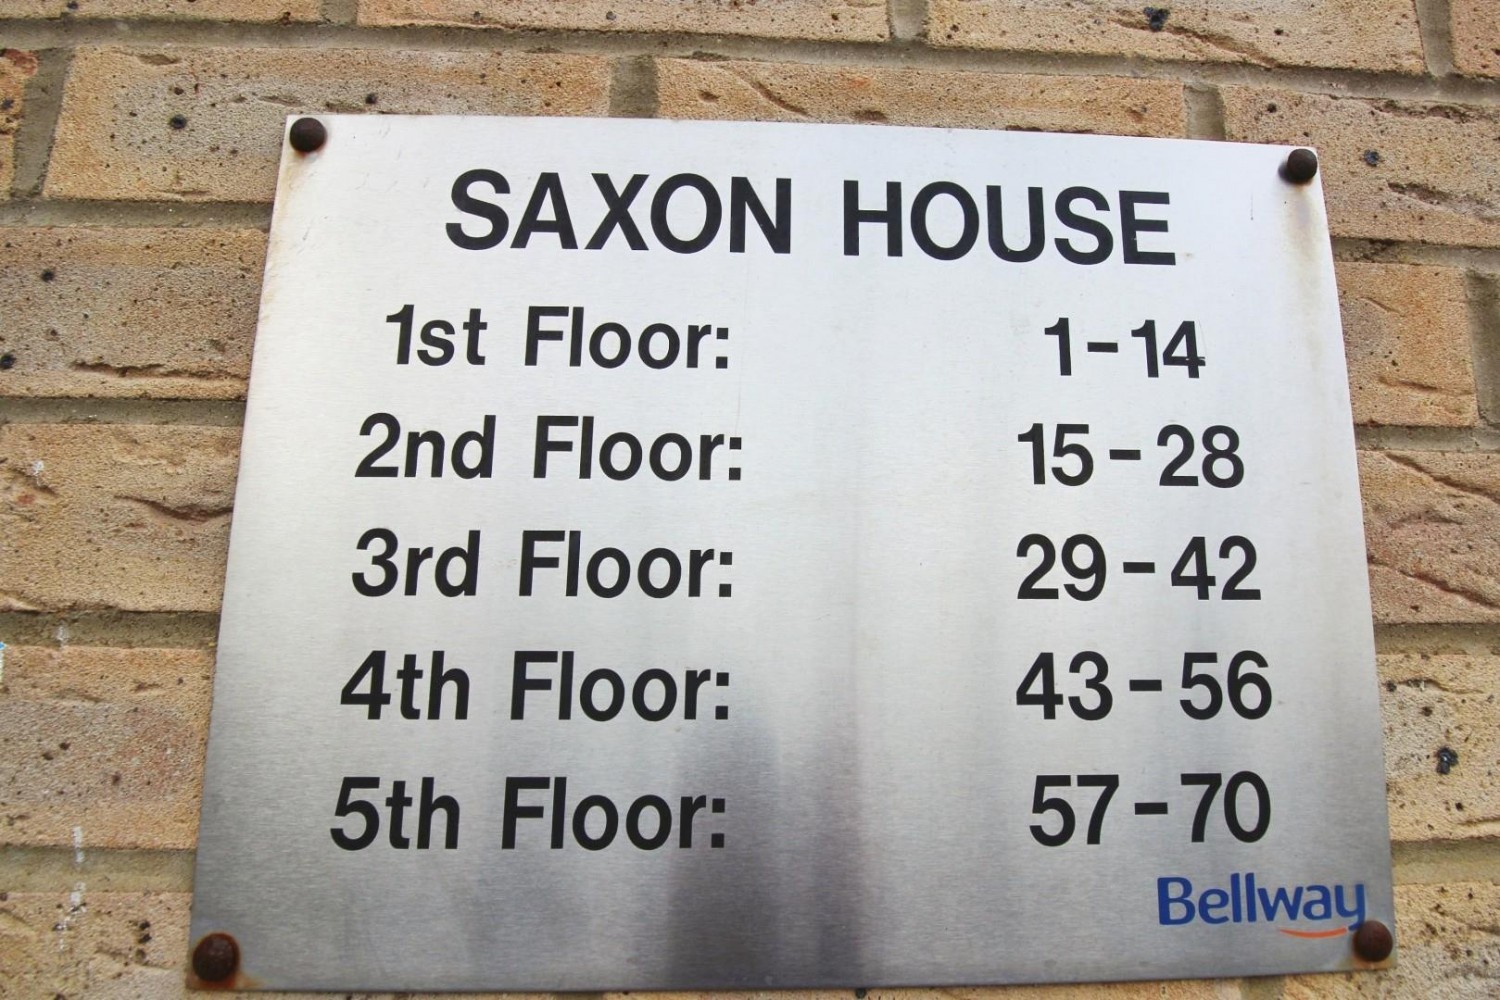 SAXON HOUSE
1st Floor: 1-14
2nd Floor: 15-28
3rd Floor: 29-42
4th Floor: 43-56
5th Floor: 57-70
Bellway